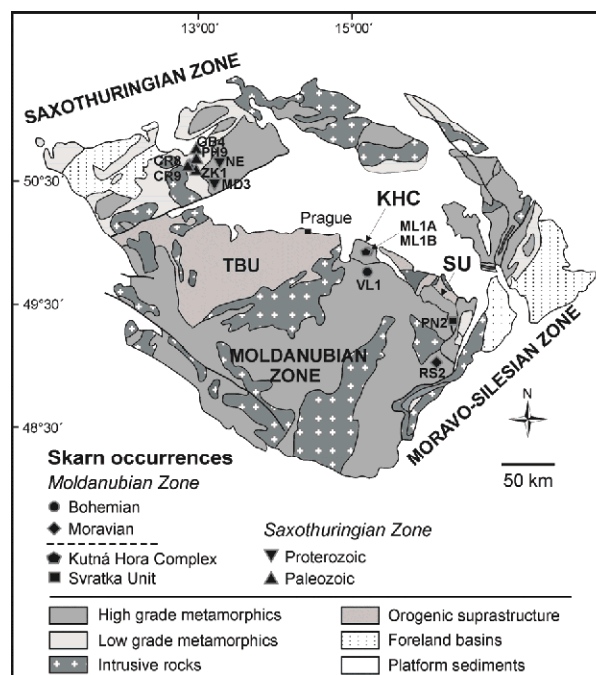 13°00' 15°00'
SAXOTHURINGIAN ZONE
GB4
PH9
CR8 NE
CR9 ZK1
MD3
50°30'
KHC
Prague
ML1A
ML1B
TBU
SU
VL1
49°30'
PN2
MOLDANUBIAN
ZONE
RS2
MORAVO-SILESIAN ZONE
48°30'
N
50 km
Skarn occurrences
Moldanubian Zone
Bohemian
Moravian
Saxothuringian Zone
Kutná Hora Complex Proterozoic
Svratka Unit Paleozoic
High grade metamorphics Orogenic suprastructure
Low grade metamorphics Foreland basins
Intrusive rocks Platform sediments